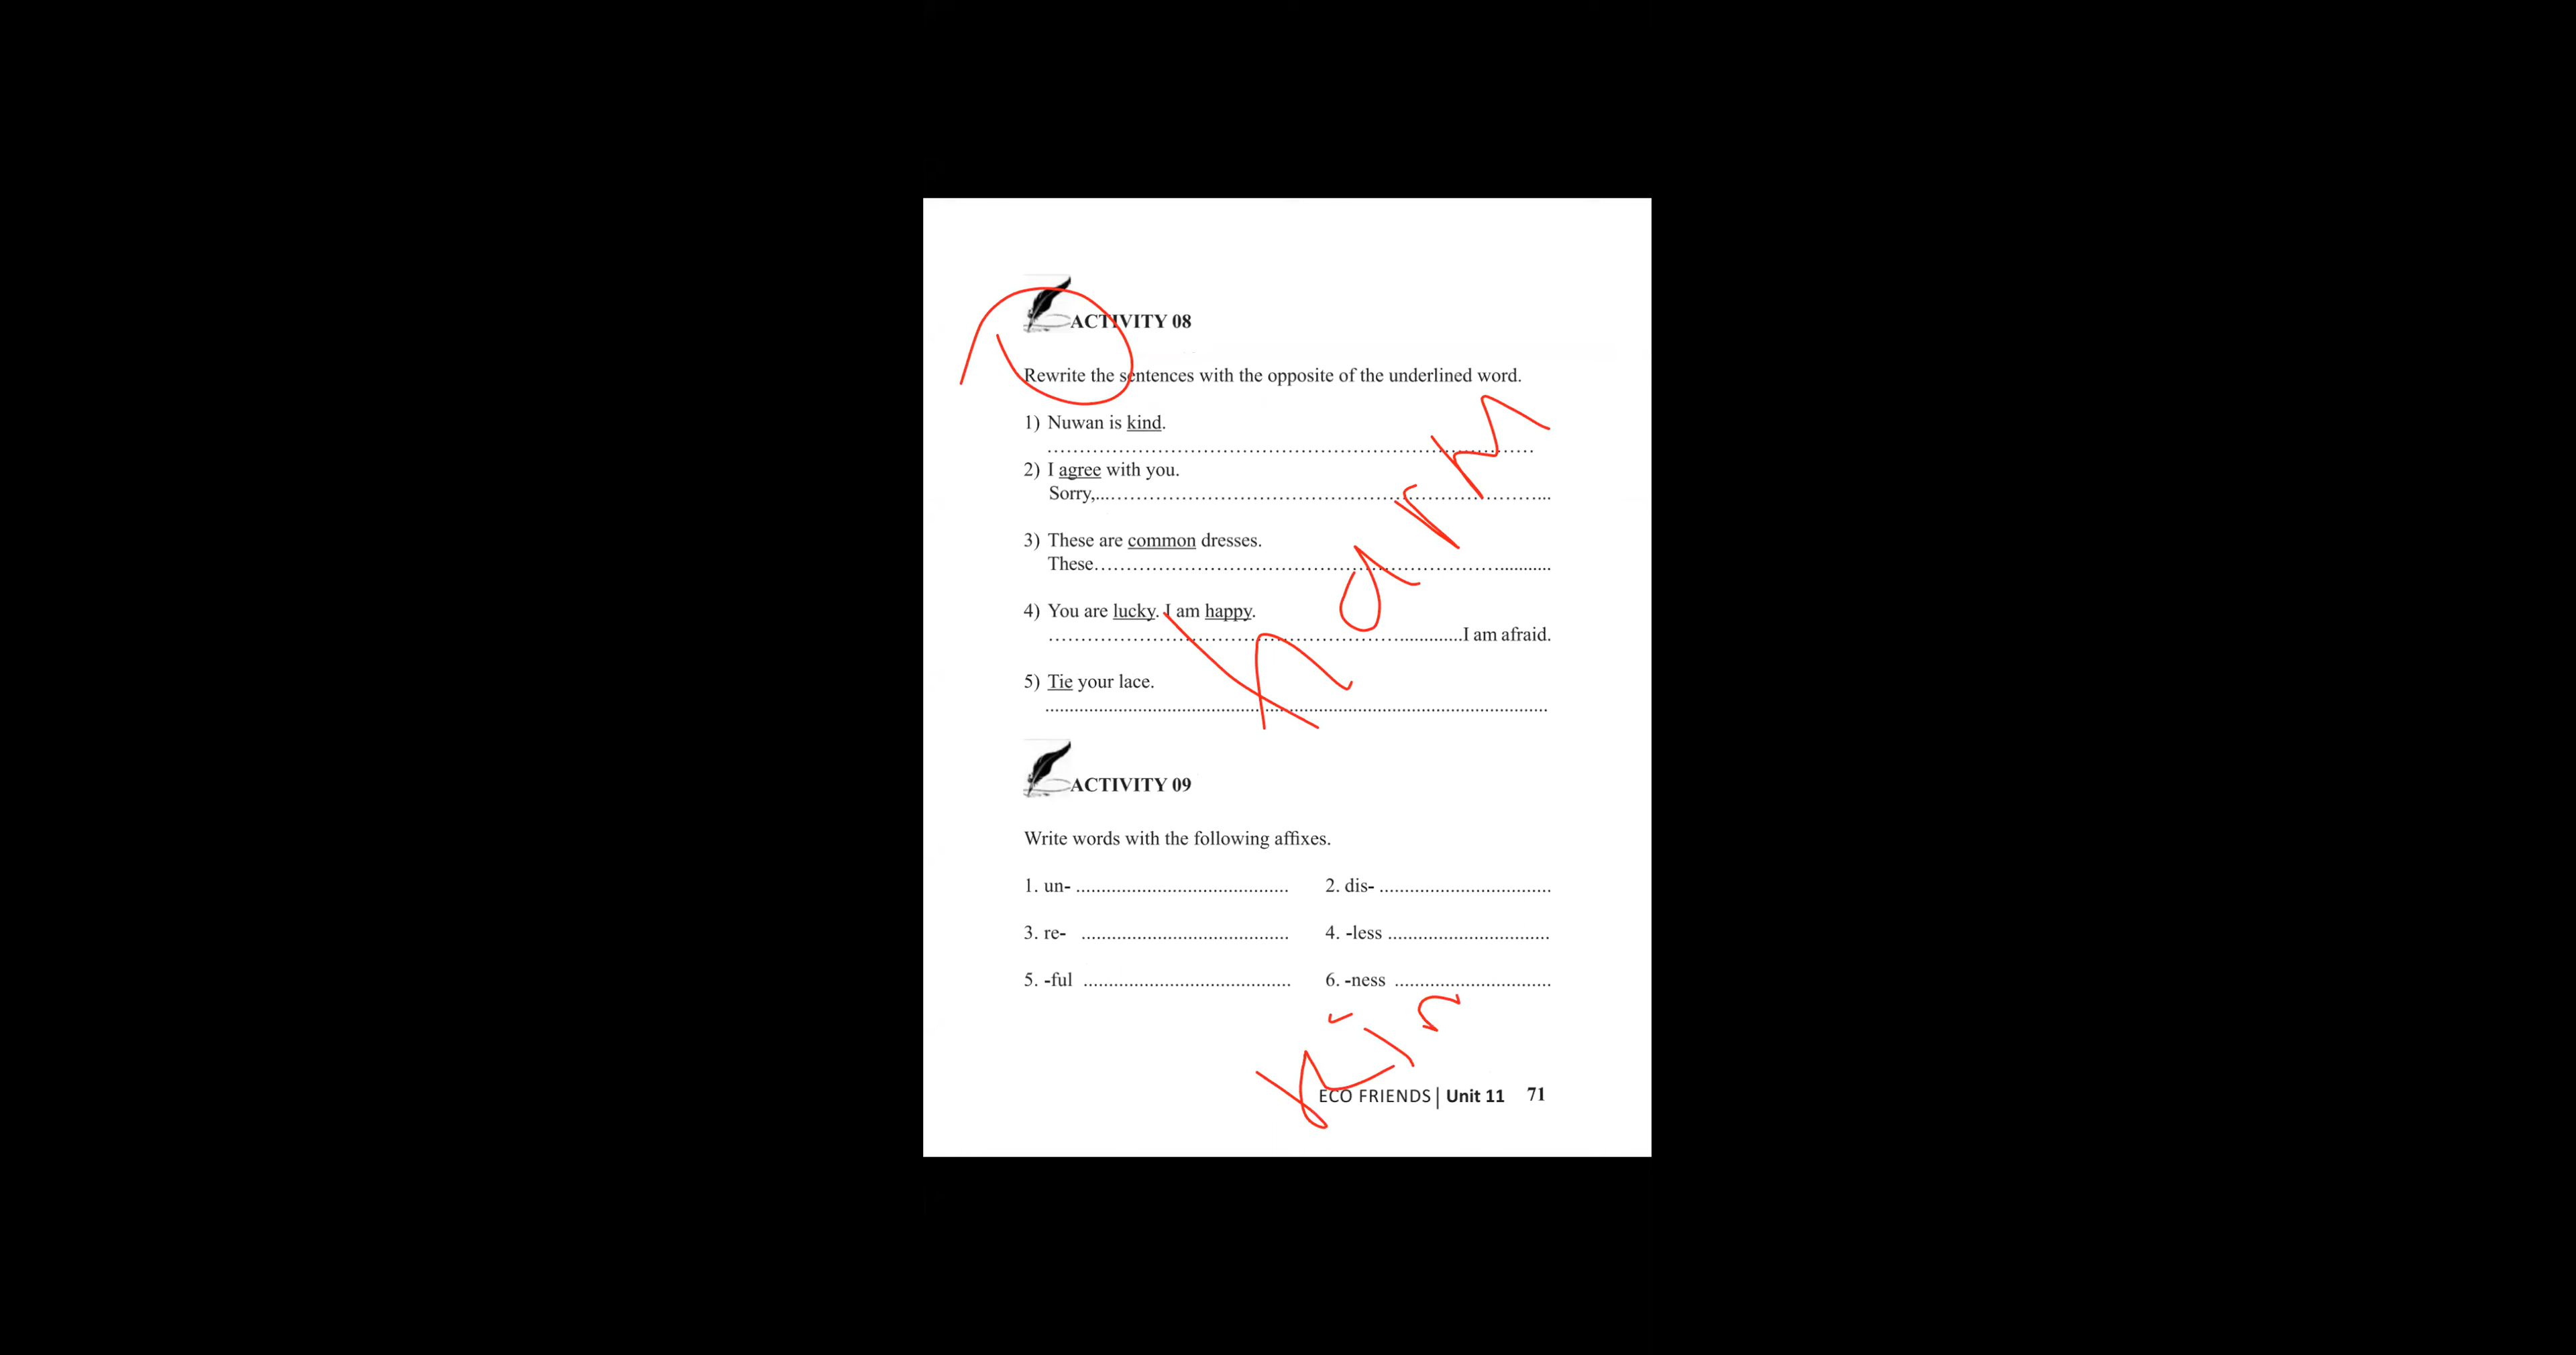 ACTIVITY 08
Rewrite the sentences with the opposite of the underlined word.
1) Nuwan is kind.
................................................................................
2) I agree with you.
Sorry,................................................................................
3) These are common dresses.
These................................................................................
4) You are lucky. I am happy.
................................................................................I am afraid.
5) Tie your lace.
................................................................................
harm
ACTIVITY 09
Write words with the following affixes.
1. un- .......................................... 2. dis- ..................................
3. re- ......................................... 4. -less ................................
5. -ful ......................................... 6. -ness ...............................
ECO FRIENDS | Unit 11 71